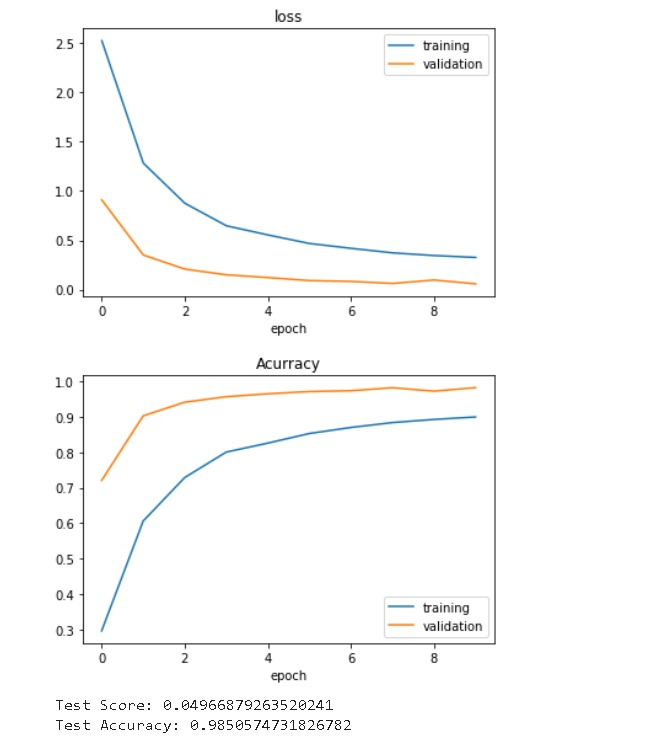 loss
training
validation
2.5
2.0
1.5
1.0
0.5
0.0
0 2 4 6 8
epoch
Acurracy
1.0
0.9
0.8
0.7
0.6
0.5
0.4
0.3
training
validation
0 2 4 6 8
epoch
Test Score: 0.04966879263520241
Test Accuracy: 0.9850574731826782